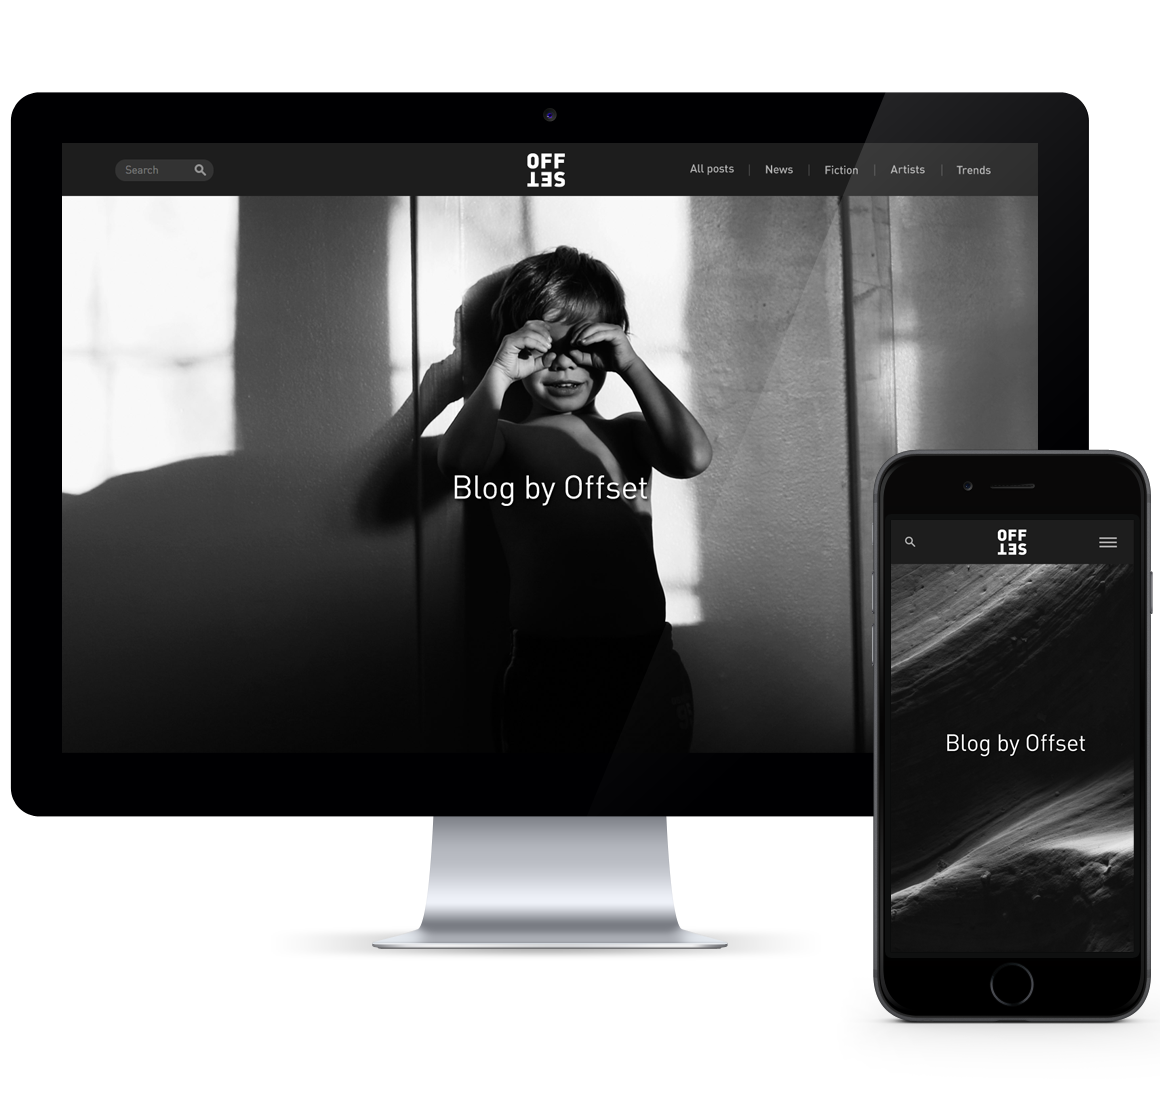 Search
OFF
SET
All posts | News | Fiction | Artists | Trends
Blog by Offset
OFF
SET
Blog by Offset